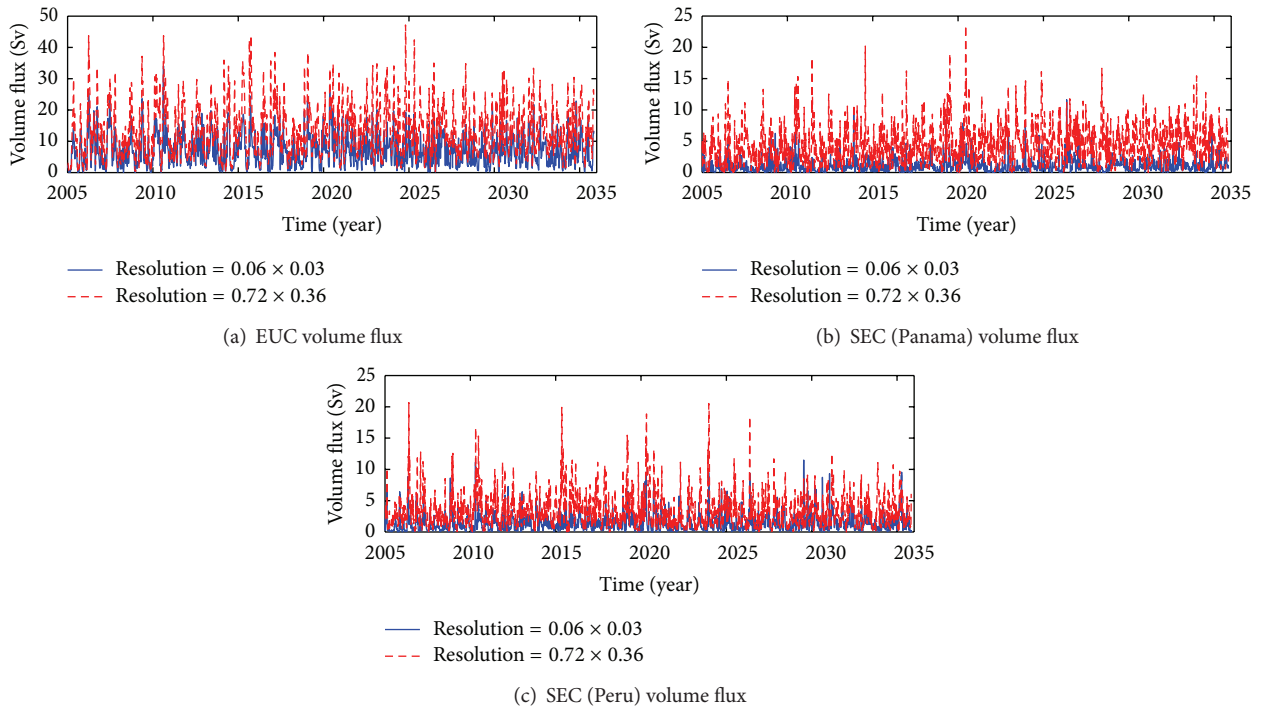 50
40
30
20
10
0
Volume flux (Sv)
2005 2010 2015 2020 2025 2030 2035
Time (year)
Resolution = 0.06 × 0.03
Resolution = 0.72 × 0.36
(a) EUC volume flux
25
20
15
10
5
0
Volume flux (Sv)
2005 2010 2015 2020 2025 2030 2035
Time (year)
Resolution = 0.06 × 0.03
Resolution = 0.72 × 0.36
(b) SEC (Panama) volume flux
25
20
15
10
5
0
Volume flux (Sv)
2005 2010 2015 2020 2025 2030 2035
Time (year)
Resolution = 0.06 × 0.03
Resolution = 0.72 × 0.36
(c) SEC (Peru) volume flux